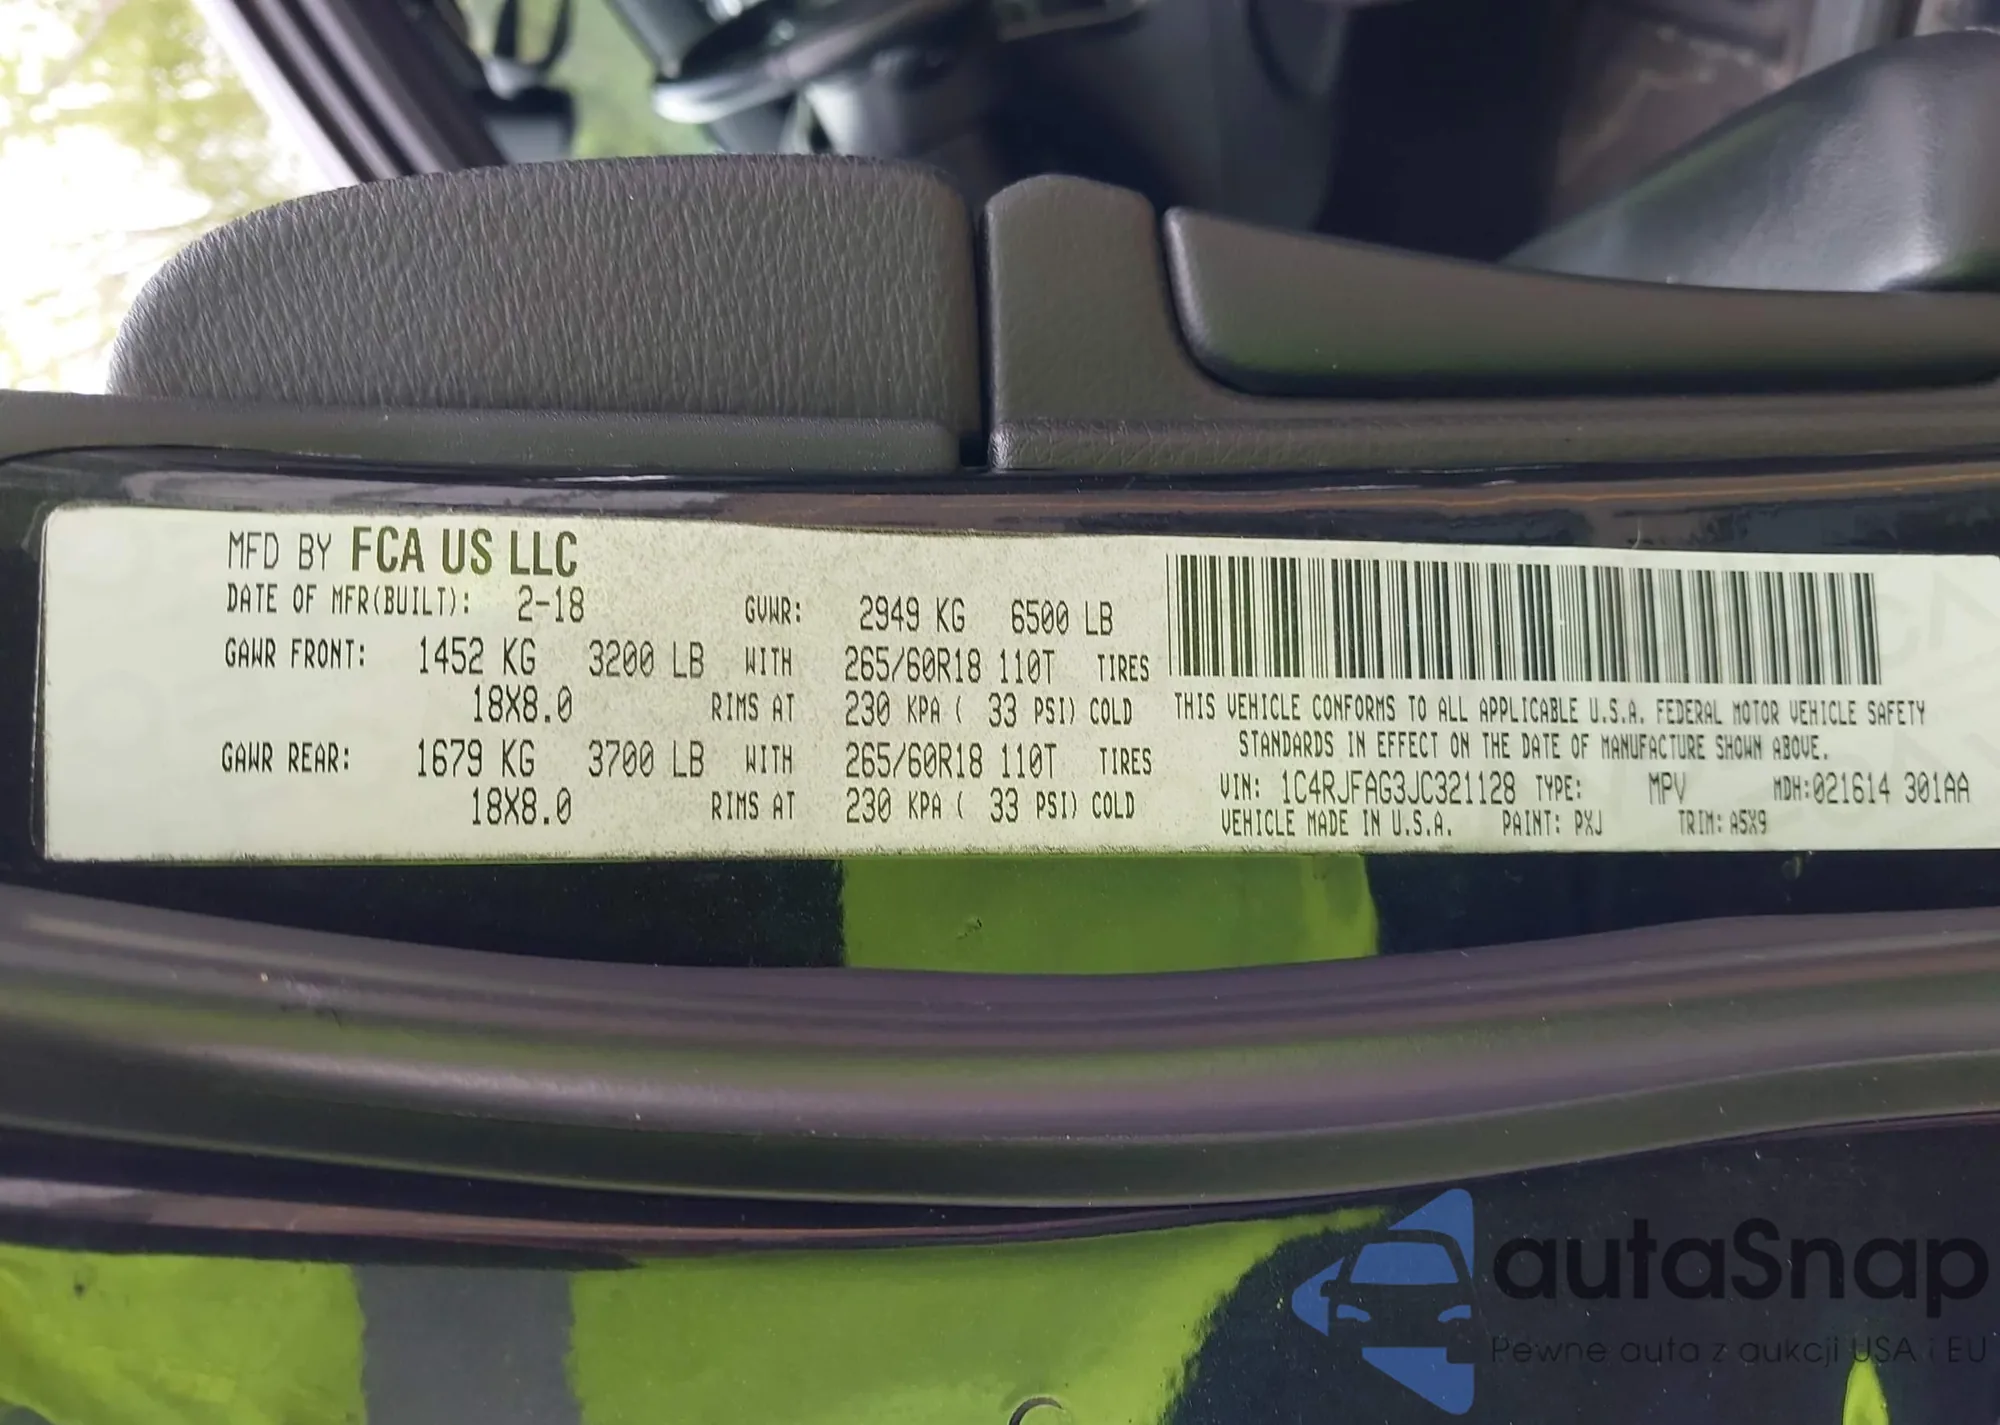 MFD BY FCA US LLC
DATE OF MFR(BUILT): 2-18 GVWR: 2949 KG 6500 LB
GAWR FRONT: 1452 KG 3200 LB WITH 265/60R18 110T TIRES
18X8.0 RIMS AT 230 KPA ( 33 PSI) COLD
GAWR REAR: 1679 KG 3700 LB WITH 265/60R18 110T TIRES
18X8.0 RIMS AT 230 KPA ( 33 PSI) COLD
THIS VEHICLE CONFORMS TO ALL APPLICABLE U.S.A. FEDERAL MOTOR VEHICLE SAFETY
STANDARDS IN EFFECT ON THE DATE OF MANUFACTURE SHOWN ABOVE.
VIN: 1C4RJFAG3JC321128 TYPE: MPV MDH:021614 301AA
VEHICLE MADE IN U.S.A. PAINT: PXJ TRIM: A5X9
autaSnap
Pewne auta z aukcji USA i EU